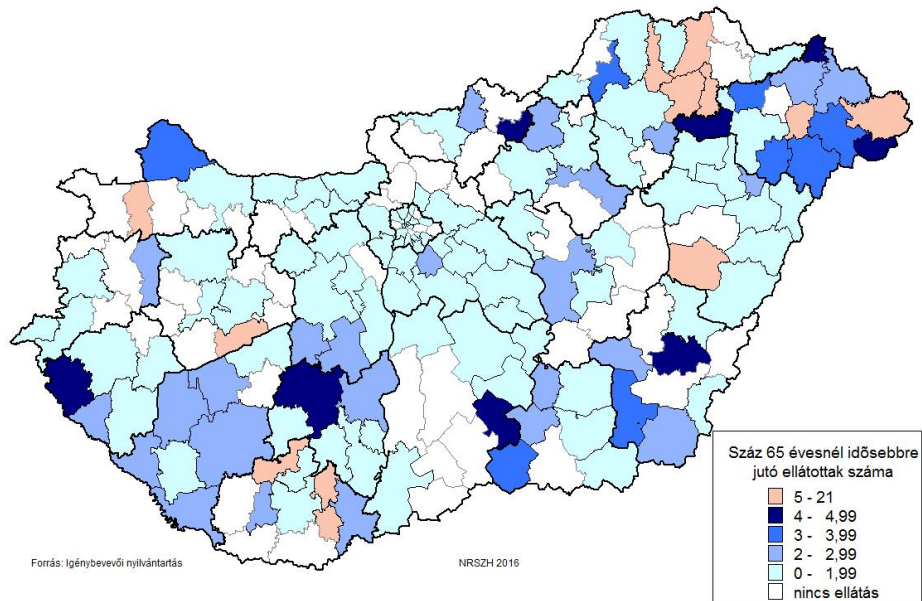 Száz 65 évesnél idősebbre
jutó ellátottak száma
5 - 21
4 - 4,99
3 - 3,99
2 - 2,99
0 - 1,99
nincs ellátás
Forrás: Igénybevevői nyilvántartás
NRSZH 2016